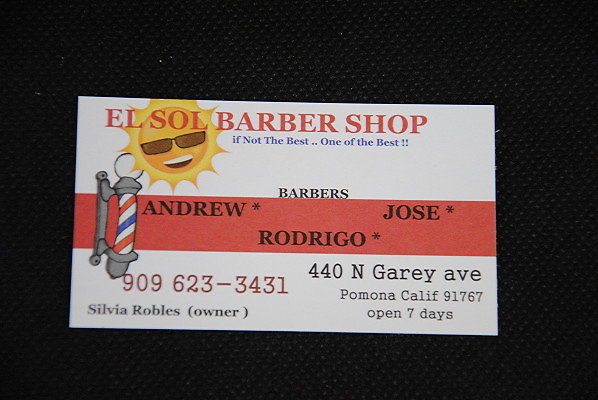 EL SOL BARBER SHOP
if Not The Best .. One of the Best !!
BARBERS
ANDREW * JOSE *
RODRIGO *
909 623-3431
440 N Garey ave
Pomona Calif 91767
open 7 days
Silvia Robles (owner )